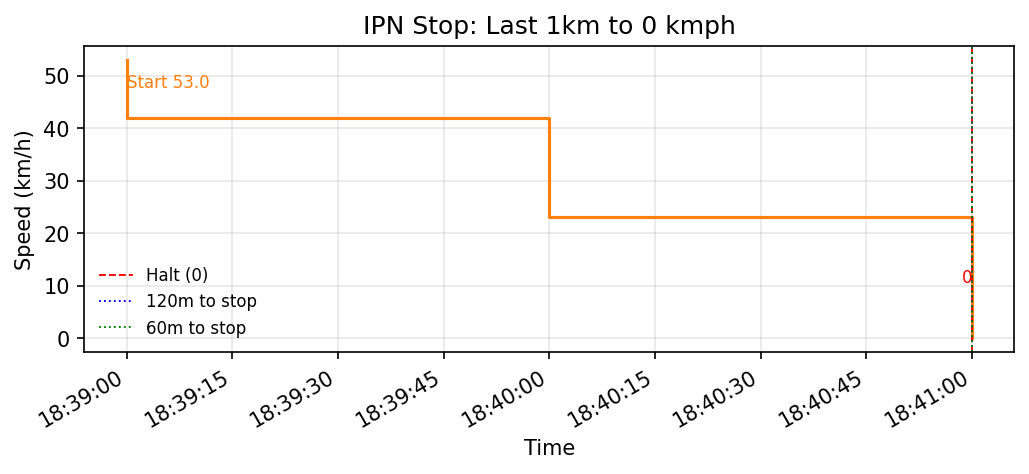 IPN Stop: Last 1km to 0 kmph
Speed (km/h)
50
40
30
20
10
0
Start 53.0
0
Halt (0)
120m to stop
60m to stop
18:39:00
18:39:15
18:39:30
18:39:45
18:40:00
18:40:15
18:40:30
18:40:45
18:41:00
Time